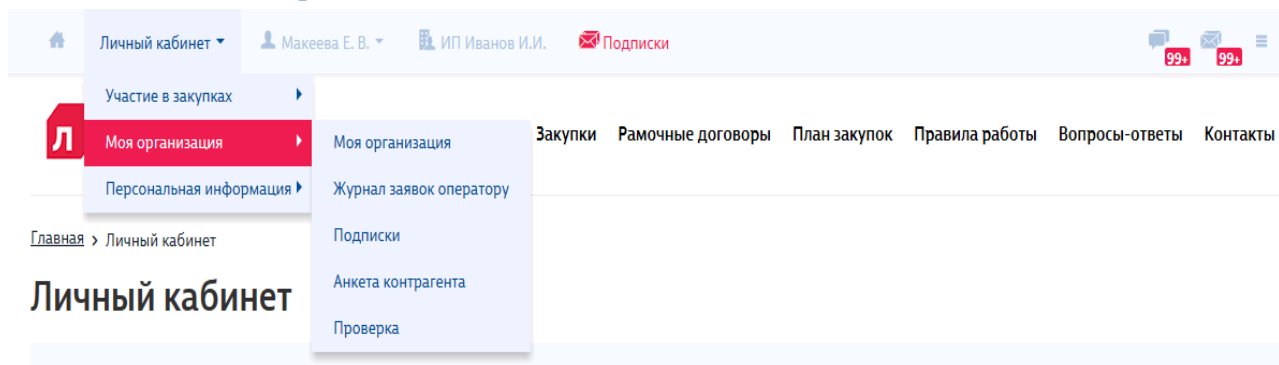 Личный кабинет Макеева Е. В. ИП Иванов И.И. Подписки 99+ 99+
Участие в закупках
Л Моя организация Моя организация Закупки Рамочные договоры План закупок Правила работы Вопросы-ответы Контакты
Персональная информация Журнал заявок оператору
Главная > Личный кабинет Подписки
Личный кабинет Анкета контрагента
Проверка